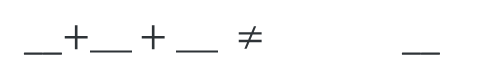 __+__ + __ ≠ __